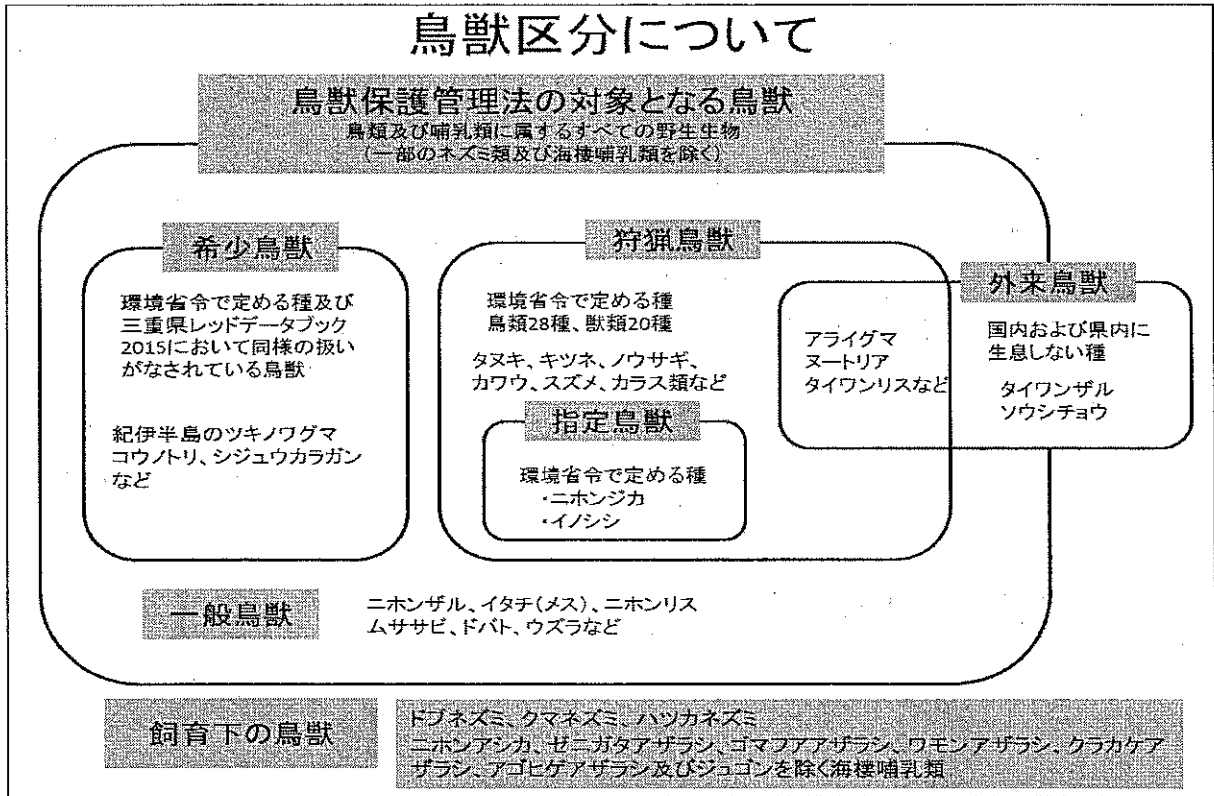 鳥獣区分について
鳥獣保護管理法の対象となる鳥獣
鳥類及び哺乳類に属するすべての野生生物
(一部のネズミ類及び海棲哺乳類を除く)
希少鳥獣
環境省令で定める種及び
三重県レッドデータブック
2015において同様の扱い
がなされている鳥獣
紀伊半島のツキノワグマ
コウノトリ、シジュウカラガン
など
狩猟鳥獣
環境省令で定める種
鳥類28種、獣類20種
タヌキ、キツネ、ノウサギ、
カワウ、スズメ、カラス類など
指定鳥獣
環境省令で定める種
・ニホンジカ
・イノシシ
アライグマ
ヌートリア
タイワンリスなど
外来鳥獣
国内および県内に
生息しない種
タイワンザル
ソウシチョウ
一般鳥獣
ニホンザル、イタチ(メス)、ニホンリス
ムササビ、ドバト、ウズラなど
飼育下の鳥獣
ドブネズミ、クマネズミ、ハツカネズミ
ニホンアシカ、ゼニガタアザラシ、ゴマフアアザラシ、ワモンアザラシ、クラカケア
ザラシ、アゴヒゲアザラシ及びジュゴンを除く海棲哺乳類